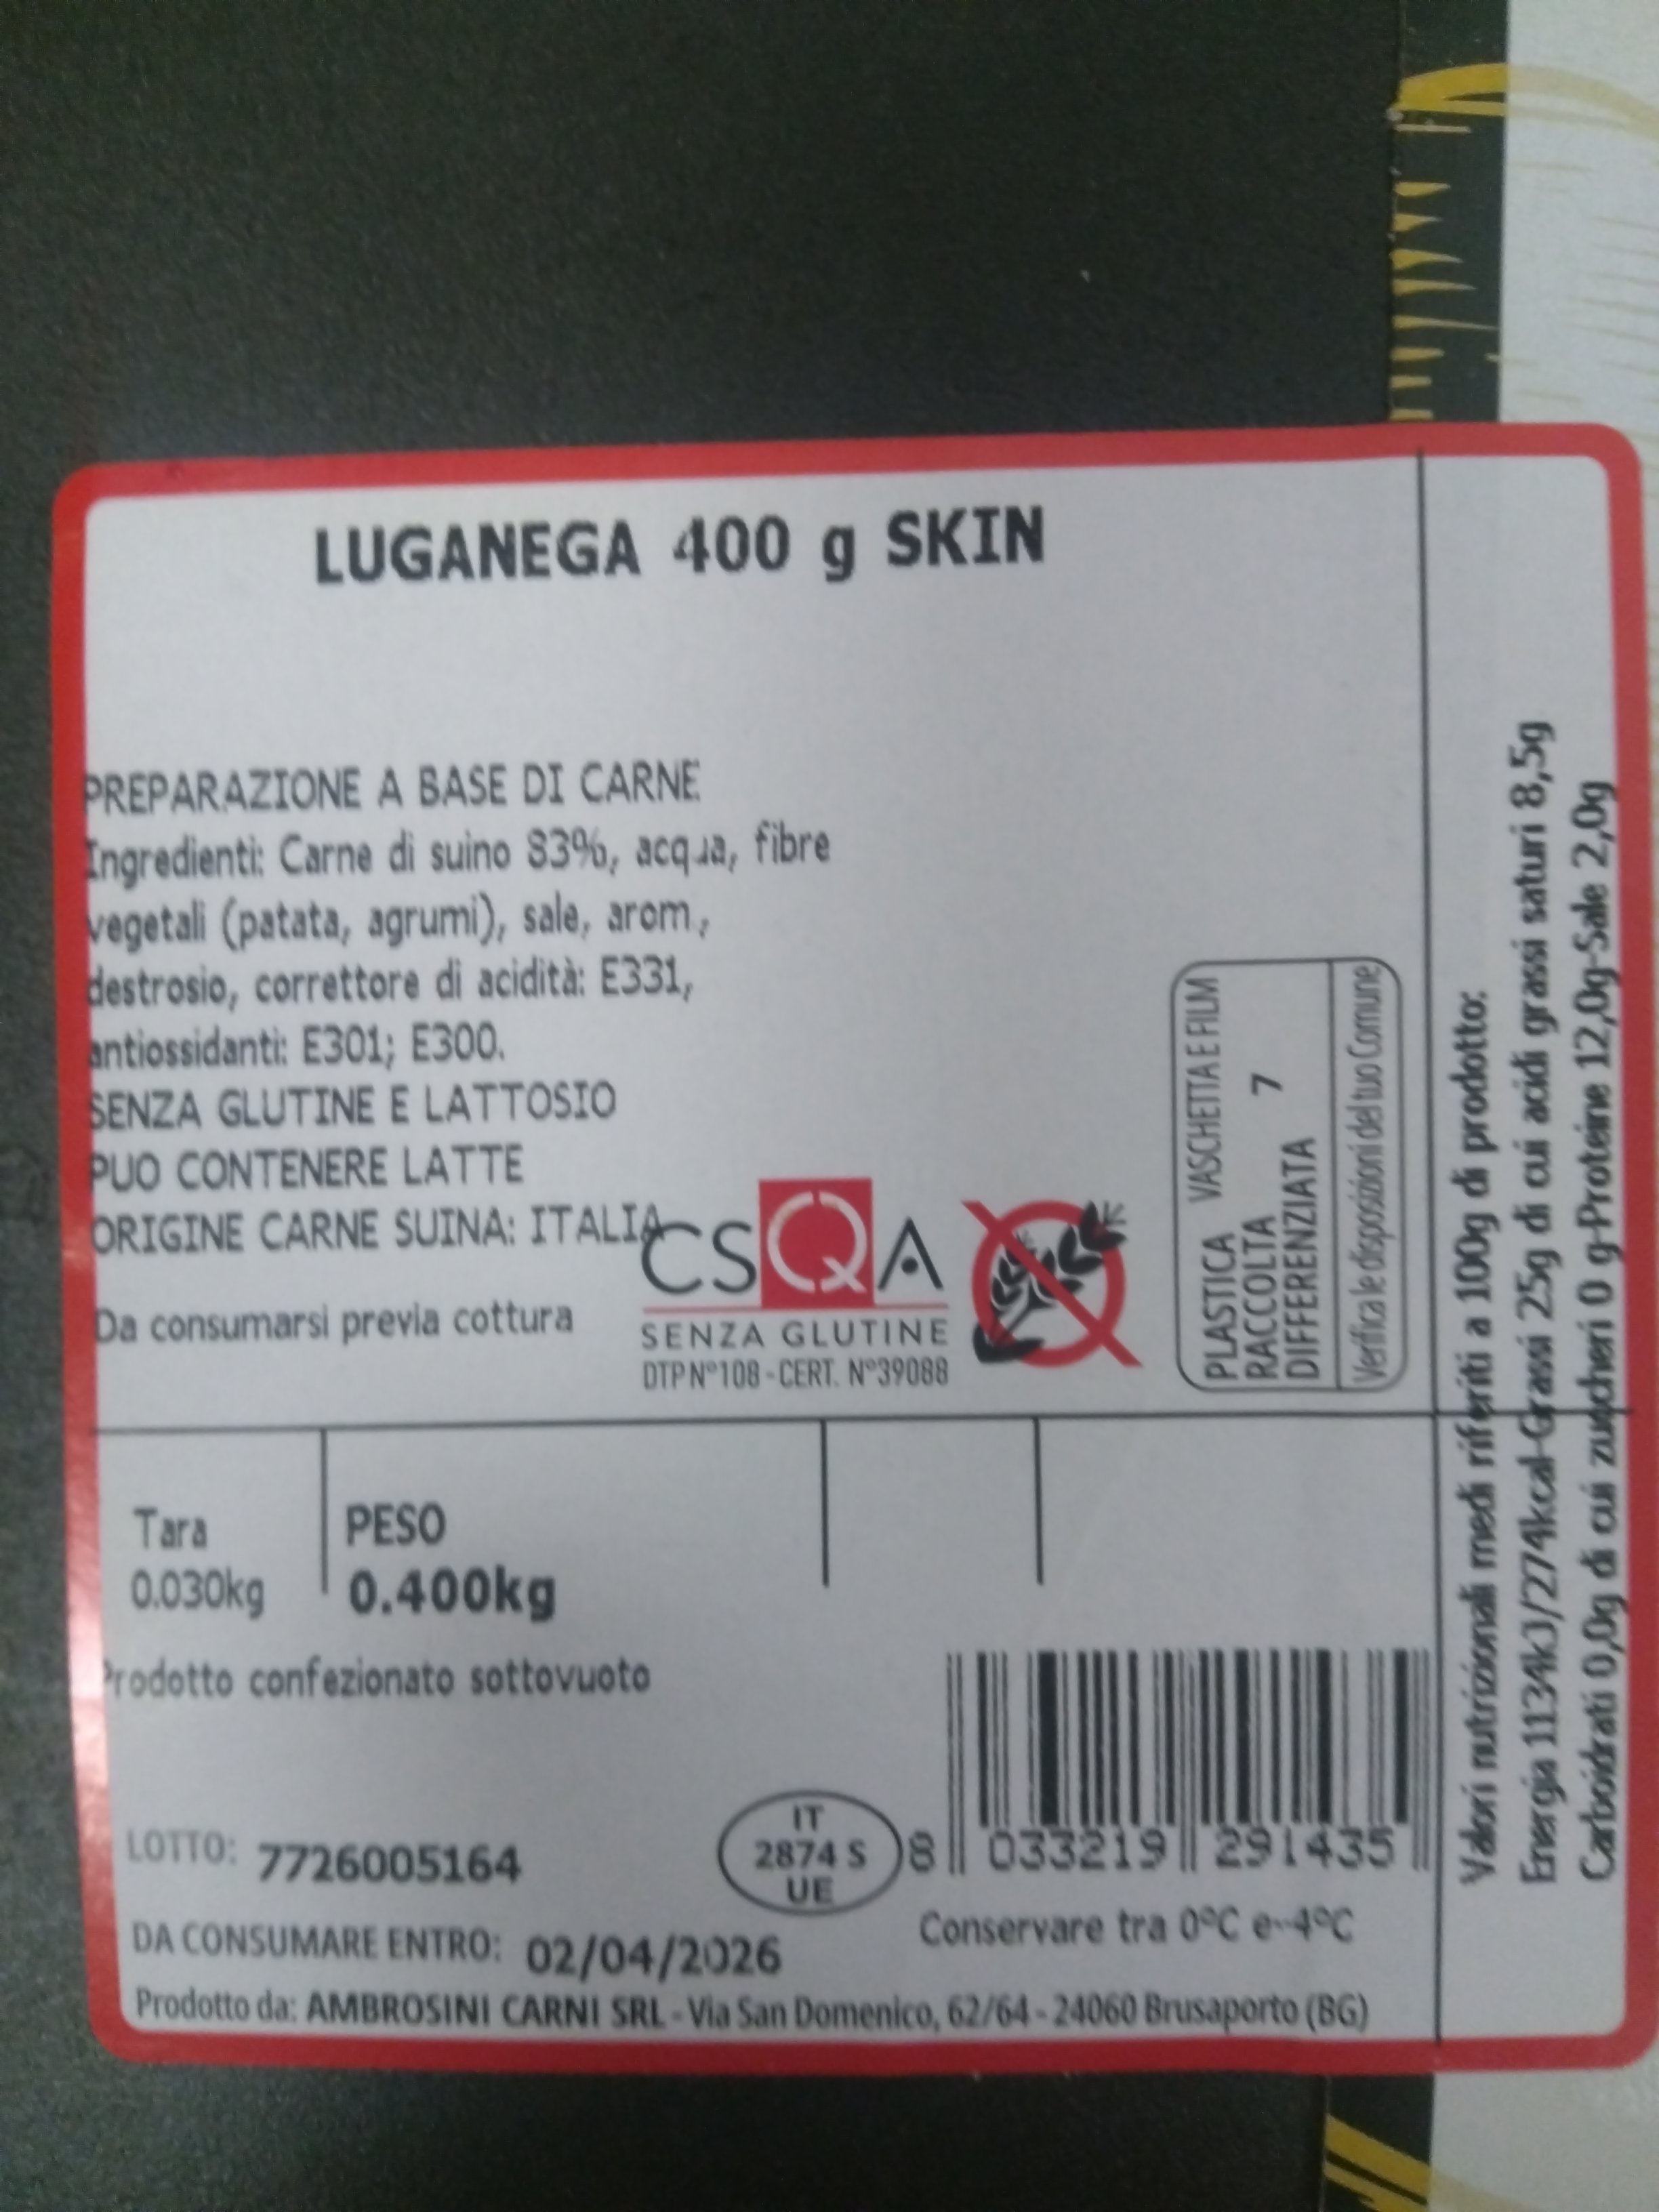 LUGANEGA 400 g SKIN
PREPARAZIONE A BASE DI CARNE
Ingredienti: Carne di suino 83%, acqua, fibre
vegetali (patata, agrumi), sale, arom.,
destrosio, correttore di acidità: E331,
antiossidanti: E301; E300.
SENZA GLUTINE E LATTOSIO
PUO CONTENERE LATTE
ORIGINE CARNE SUINA: ITALIA
Da consumarsi previa cottura
CSQA
SENZA GLUTINE
DTP N°108 - CERT. N°39088
PLASTICA VASCHETTA E FILM
RACCOLTA 7
DIFFERENZIATA
Verifica le disposizioni del tuo Comune
Tara
0.030kg
PESO
0.400kg
Prodotto confezionato sottovuoto
LOTTO: 7726005164
IT
2874 S
UE
8 033219 291435
DA CONSUMARE ENTRO: 02/04/2026
Conservare tra 0°C e -4°C
Prodotto da: AMBROSINI CARNI SRL - Via San Domenico, 62/64 - 24060 Brusaporto (BG)
Valori nutrizionali medi riferiti a 100g di prodotto:
Energia 1134kJ/274kcal-Grassi 25g di cui acidi grassi saturi 8,5g
Carboidrati 0,0g di cui zuccheri 0 g-Proteine 12,0g-Sale 2,0g